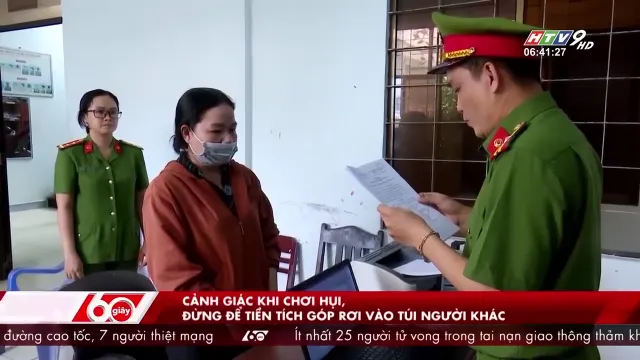 HTV9 HD
06:41:27
60 giây
CẢNH GIÁC KHI CHƠI HỤI,
ĐỪNG ĐỂ TIỀN TÍCH GÓP RƠI VÀO TÚI NGƯỜI KHÁC
đường cao tốc, 7 người thiệt mạng Ít nhất 25 người tử vong trong tai nạn giao thông thảm k